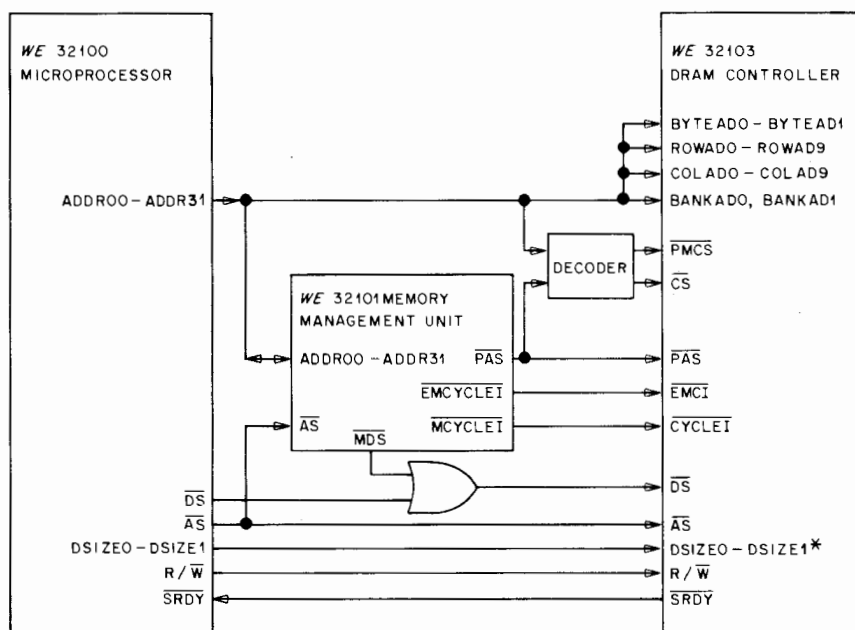 WE 32100
MICROPROCESSOR
WE 32103
DRAM CONTROLLER
BYTEAD0-BYTEAD1
ROWAD0-ROWAD9
COLAD0-COLAD9
ADDR00-ADDR31
BANKAD0, BANKAD1
PMCS
DECODER
CS
WE 32101 MEMORY
MANAGEMENT UNIT
ADDR00-ADDR31 PAS
PAS
EMCYCLEI
EMCI
AS
MCYCLEI
CYCLEI
MDS
DS
DS
AS
AS
DSIZE0-DSIZE1
DSIZE0-DSIZE1*
R/W
R/W
SRDY
SRDY